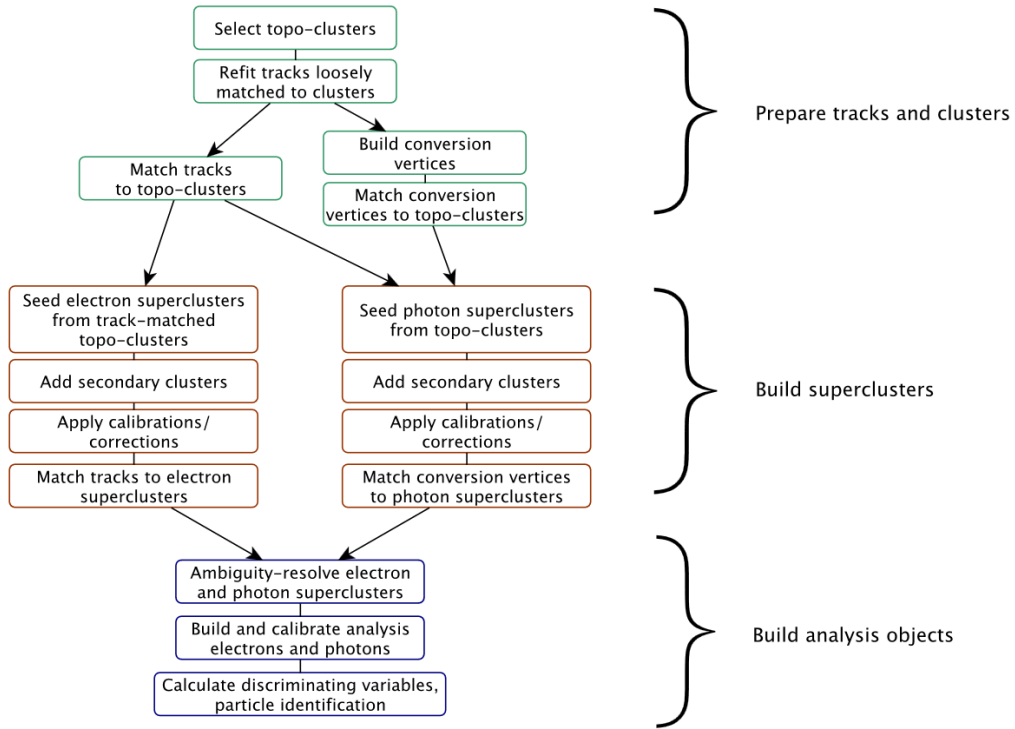 Select topo-clusters
Refit tracks loosely
matched to clusters
Build conversion
vertices
Match tracks
to topo-clusters
Match conversion
vertices to topo-clusters
Prepare tracks and clusters
Seed electron superclusters
from track-matched
topo-clusters
Add secondary clusters
Apply calibrations/
corrections
Match tracks to electron
superclusters
Seed photon superclusters
from topo-clusters
Add secondary clusters
Apply calibrations/
corrections
Match conversion vertices
to photon superclusters
Build superclusters
Ambiguity-resolve electron
and photon superclusters
Build and calibrate analysis
electrons and photons
Calculate discriminating variables,
particle identification
Build analysis objects